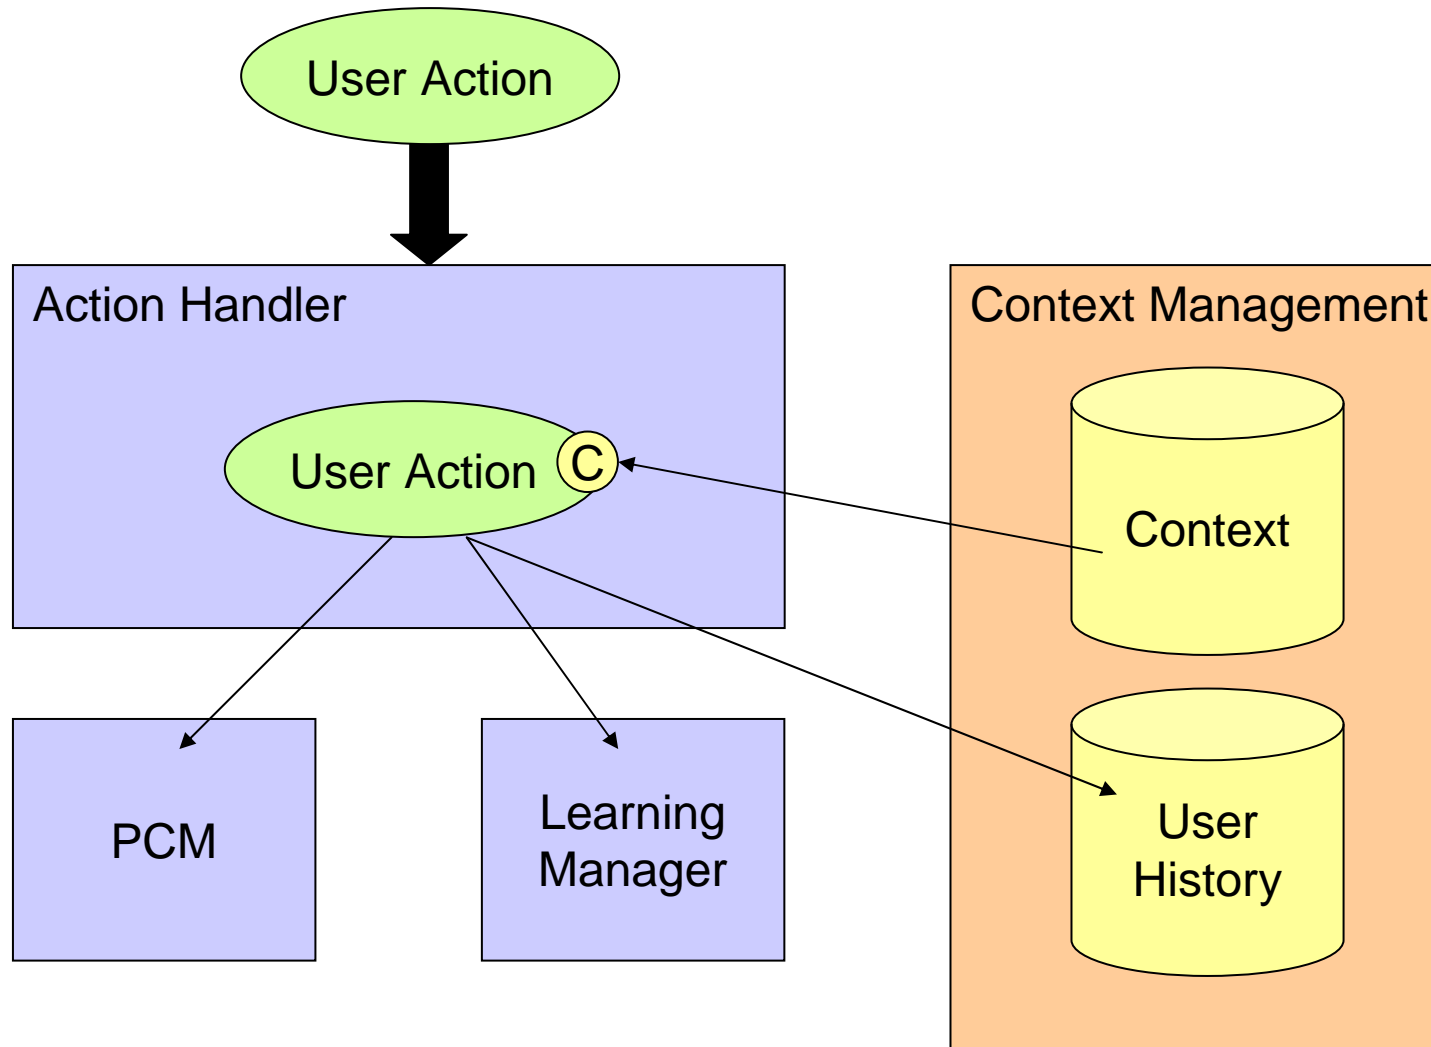 User Action
Action Handler
Context Management
User Action
C
Context
PCM
Learning
Manager
User
History